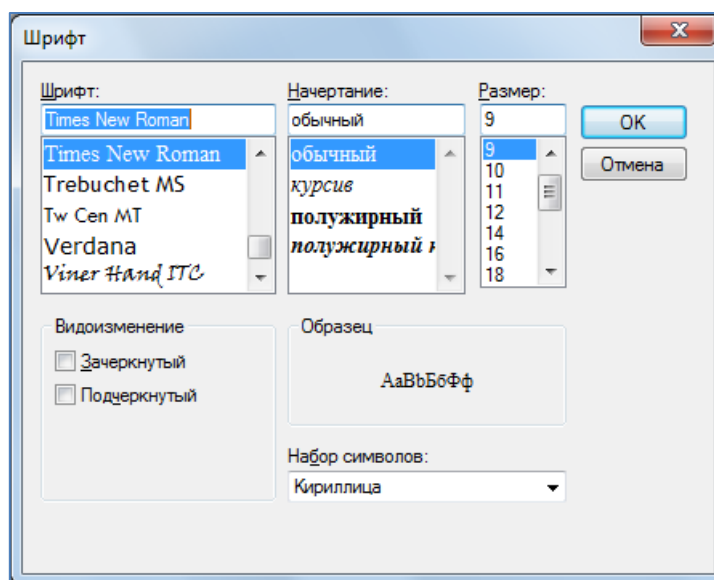 Шрифт
Шрифт:
Times New Roman
Times New Roman
Trebuchet MS
Tw Cen MT
Verdana
Viner Hand ITC
Начертание:
обычный
обычный
курсив
полужирный
полужирный к
Размер:
9
9
10
11
12
14
16
18
OK
Отмена
Видоизменение
Зачеркнутый
Подчеркнутый
Образец
АаВbБбФф
Набор символов:
Кириллица